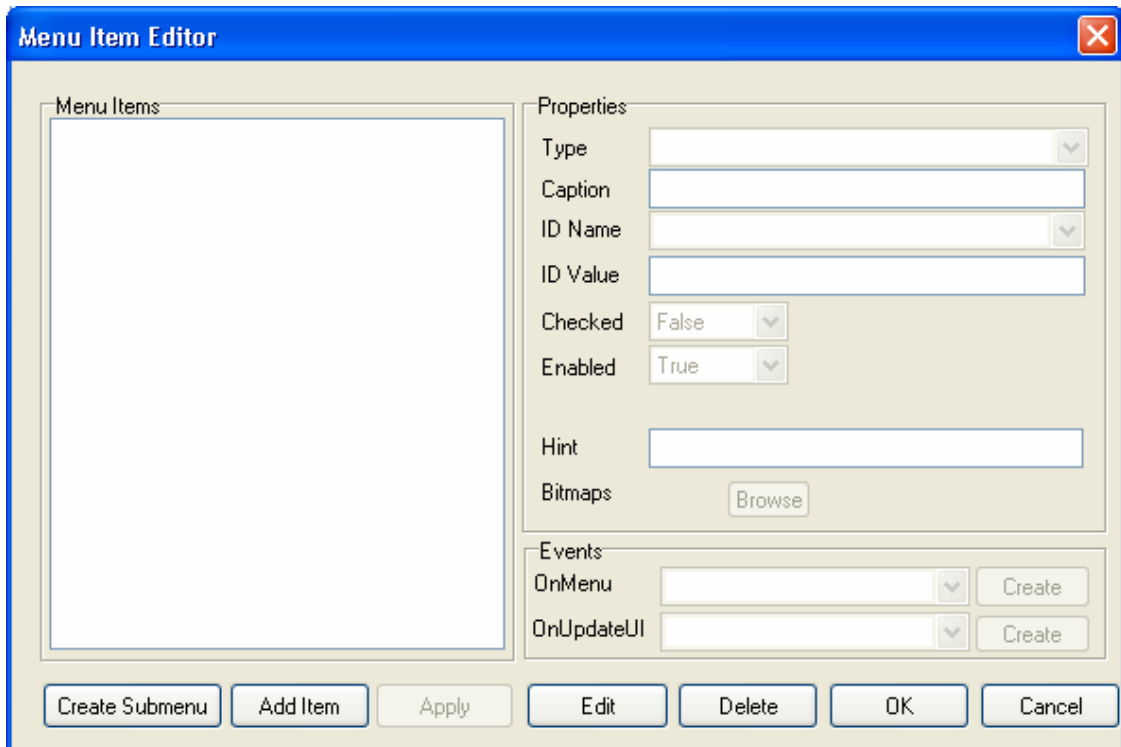 Menu Item Editor
Menu Items
Properties
Type
Caption
ID Name
ID Value
Checked False
Enabled True
Hint
Bitmaps Browse
Events
OnMenu Create
OnUpdateUI Create
Create Submenu Add Item Apply Edit Delete OK Cancel